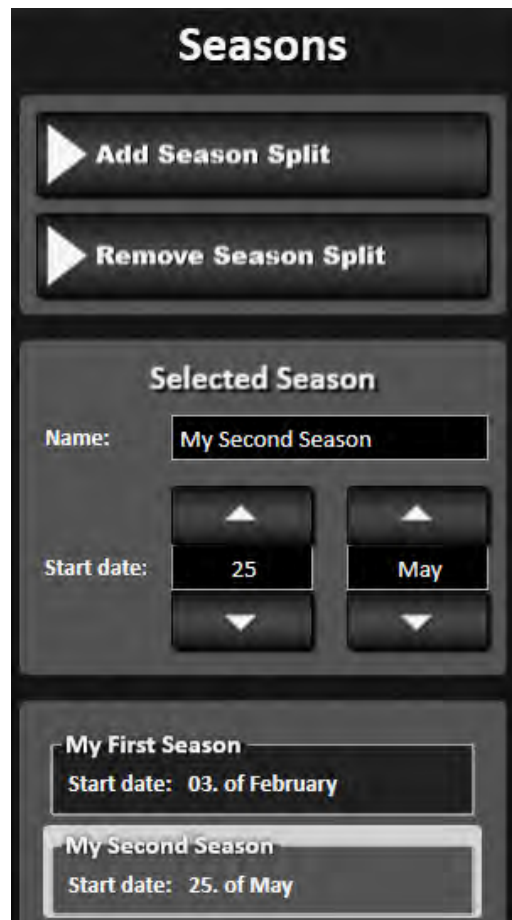 Seasons
Add Season Split
Remove Season Split
Selected Season
Name: My Second Season
Start date: 25 May
My First Season
Start date: 03. of February
My Second Season
Start date: 25. of May